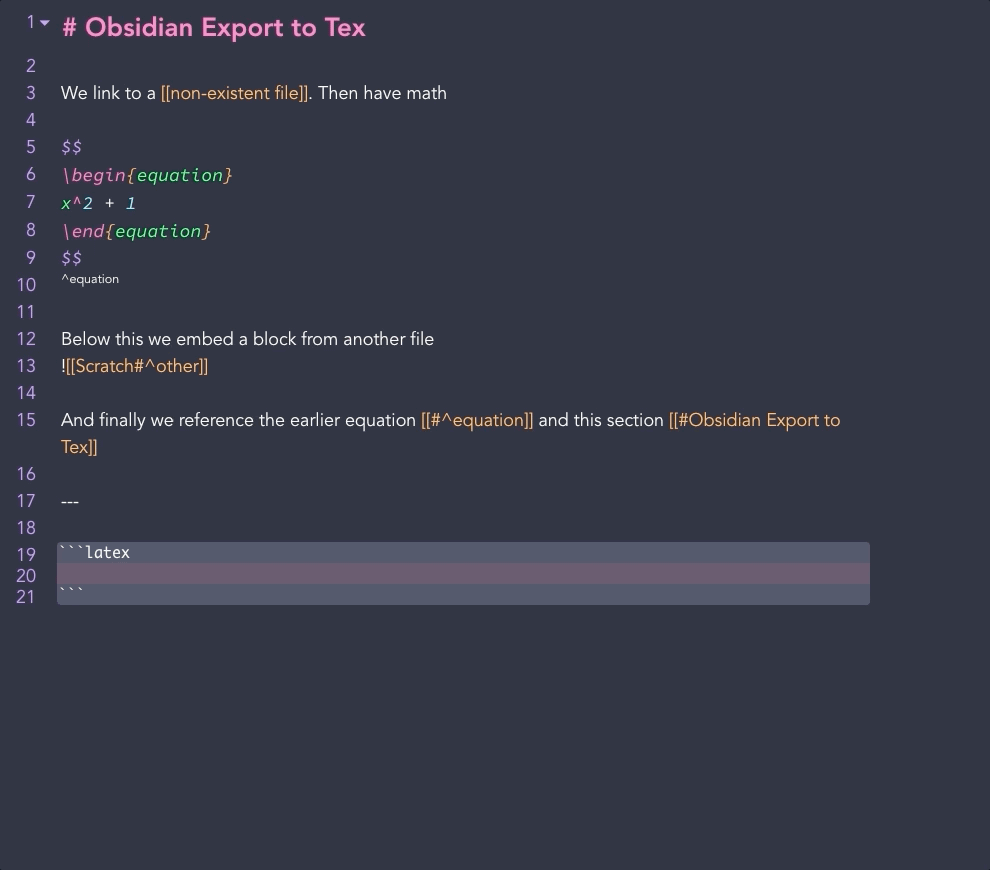 1 # Obsidian Export to Tex
2
3 We link to a [[non-existent file]]. Then have math
4
5 $$
6 \begin{equation}
7 x^2 + 1
8 \end{equation}
9 $$
10 ^equation
11
12 Below this we embed a block from another file
13 ![[Scratch#^other]]
14
15 And finally we reference the earlier equation [[#^equation]] and this section [[#Obsidian Export to
Tex]]
16
17 ---
18
19 ```latex
20
21 ```